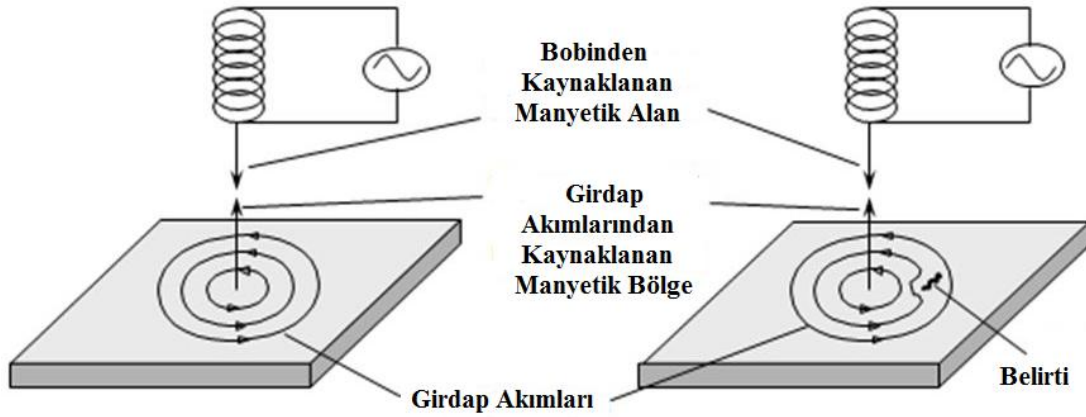 Bobinden
Kaynaklanan
Manyetik Alan
Girdap
Akımlarından
Kaynaklanan
Manyetik Bölge
Belirti
Girdap Akımları